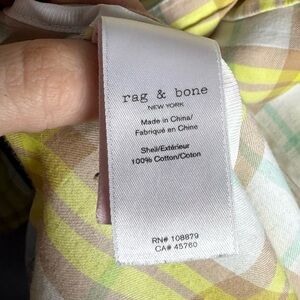 rag & bone
NEW YORK
Made in China/
Fabriqué en Chine
Shell/Extérieur
100% Cotton/Coton
RN# 108879
CA# 45760